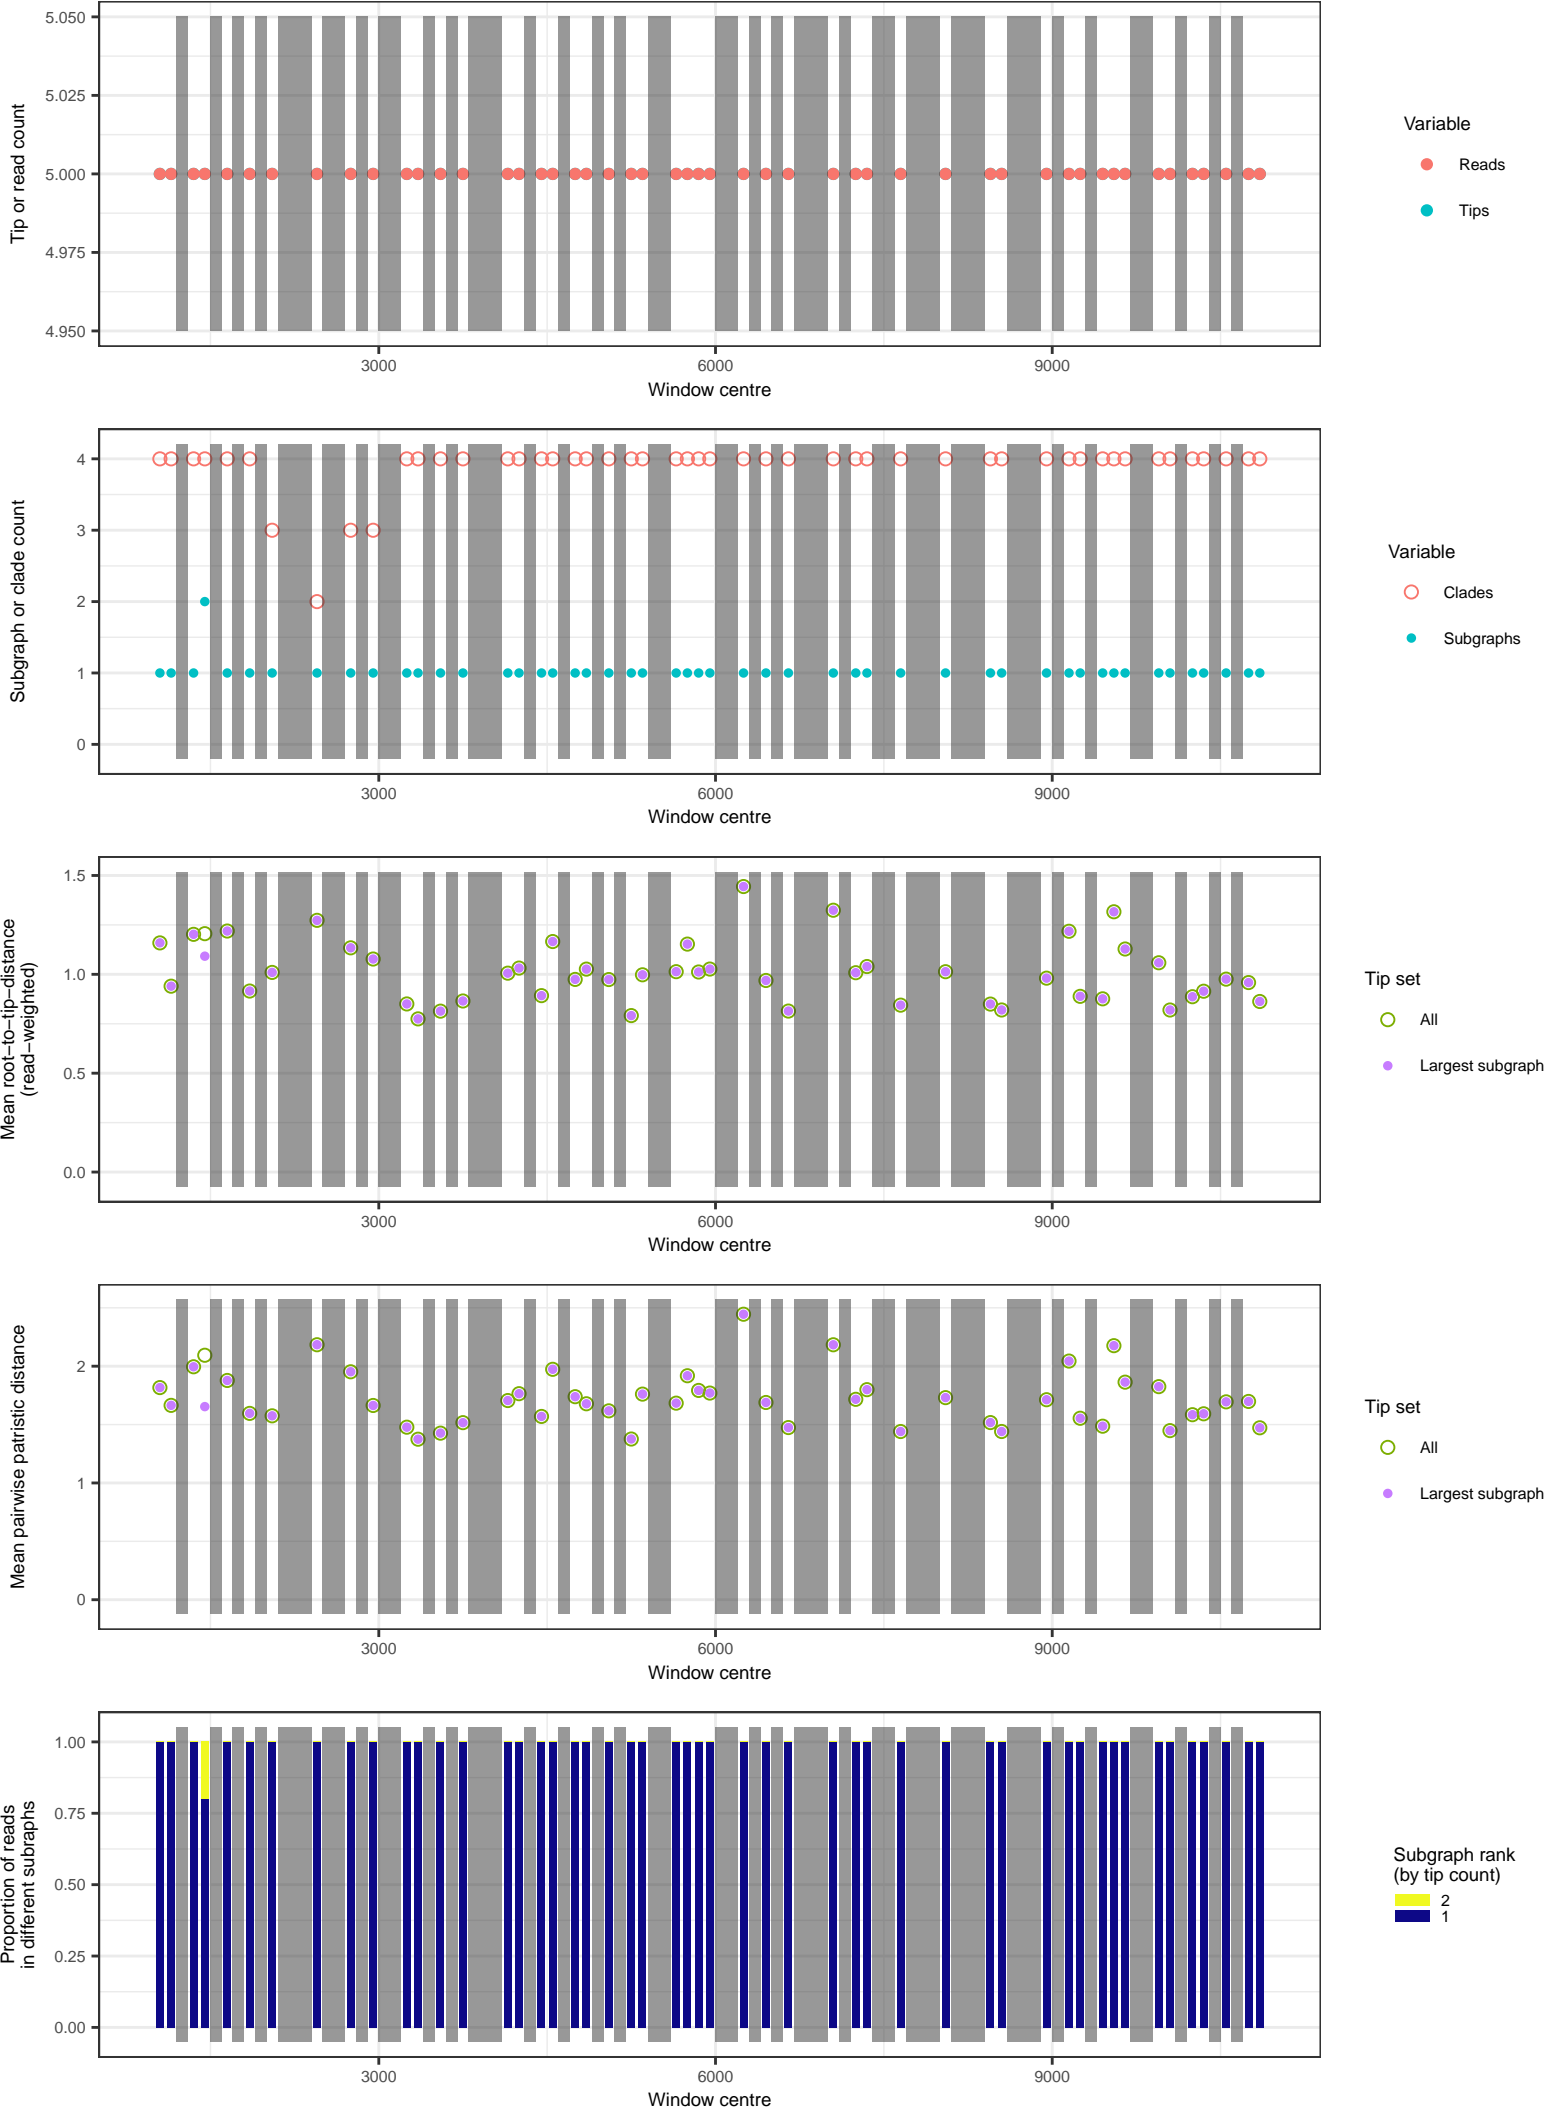 5.050
5.025
5.000
4.975
4.950
Tip or read count
3000 6000 9000
Window centre
Variable
Reads
Tips
4
3
2
1
0
Subgraph or clade count
3000 6000 9000
Window centre
Variable
Clades
Subgraphs
1.5
1.0
0.5
0.0
Mean root−to−tip−distance
(read−weighted)
3000 6000 9000
Window centre
Tip set
All
Largest subgraph
2
1
0
Mean pairwise patristic distance
3000 6000 9000
Window centre
Tip set
All
Largest subgraph
1.00
0.75
0.50
0.25
0.00
Proportion of reads
in different subraphs
3000 6000 9000
Window centre
Subgraph rank
(by tip count)
2
1